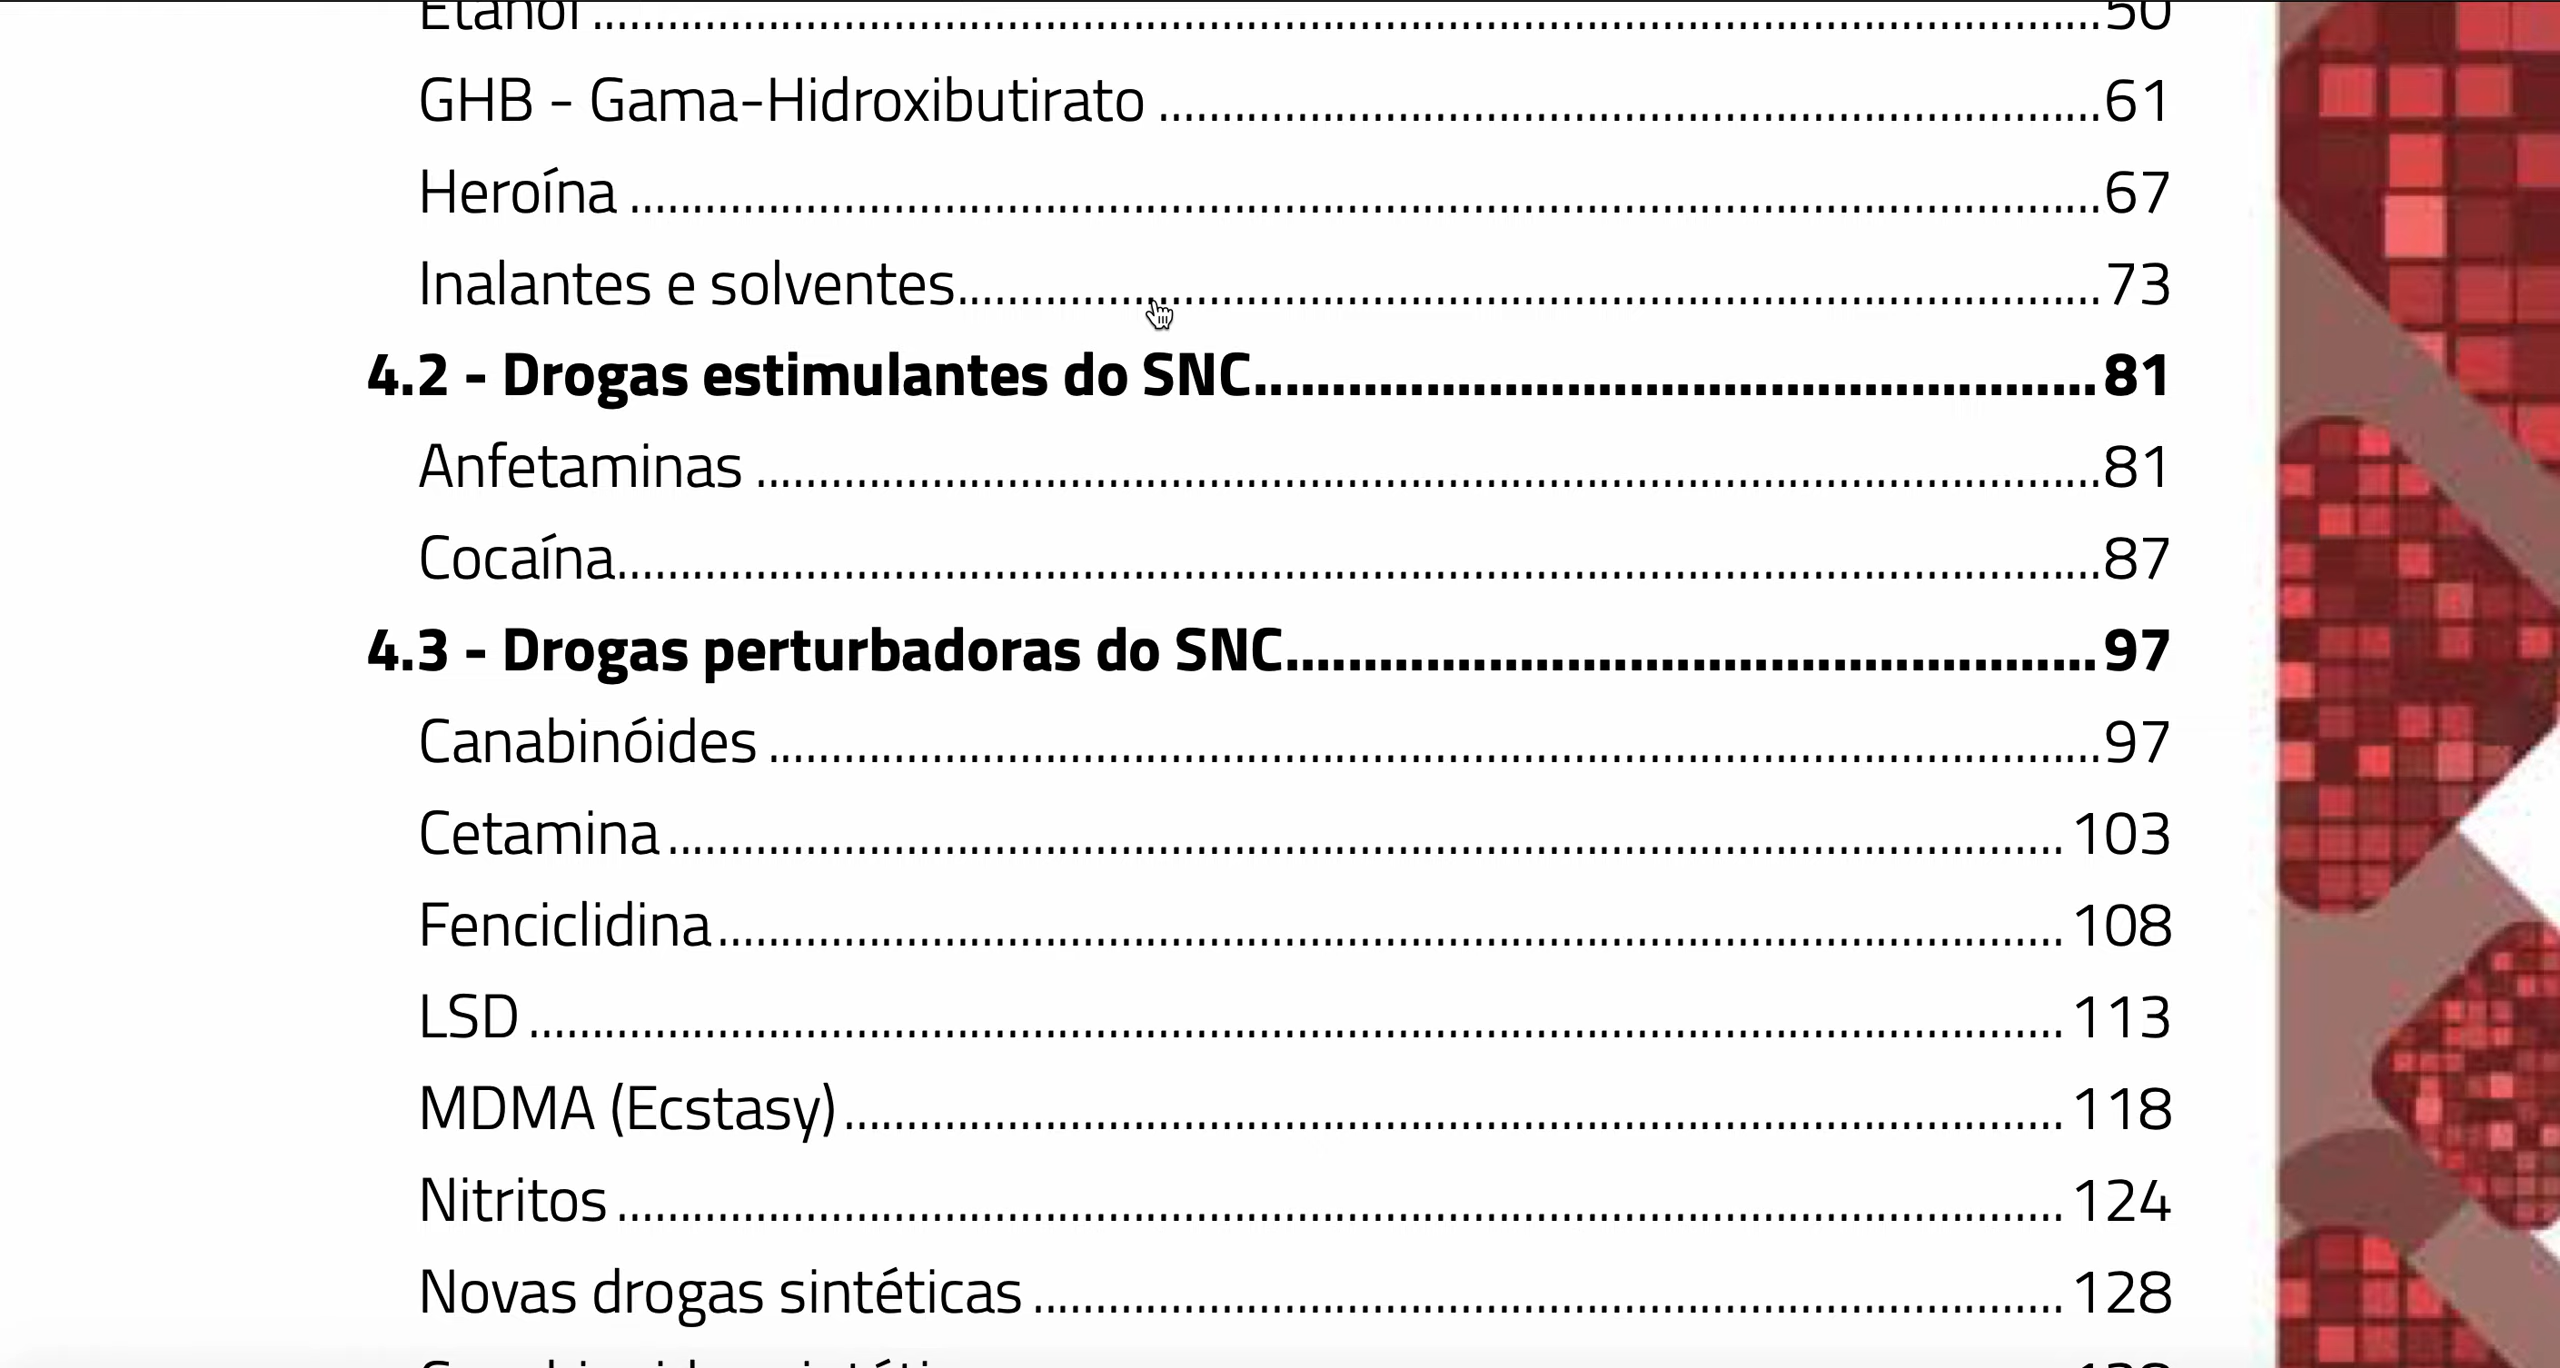 Etanol ........ 50
GHB - Gama-Hidroxibutirato ........ 61
Heroína ........ 67
Inalantes e solventes........ 73
4.2 - Drogas estimulantes do SNC........ 81
Anfetaminas ........ 81
Cocaína........ 87
4.3 - Drogas perturbadoras do SNC........ 97
Canabinóides ........ 97
Cetamina ........ 103
Fenciclidina ........ 108
LSD ........ 113
MDMA (Ecstasy) ........ 118
Nitritos ........ 124
Novas drogas sintéticas ........ 128